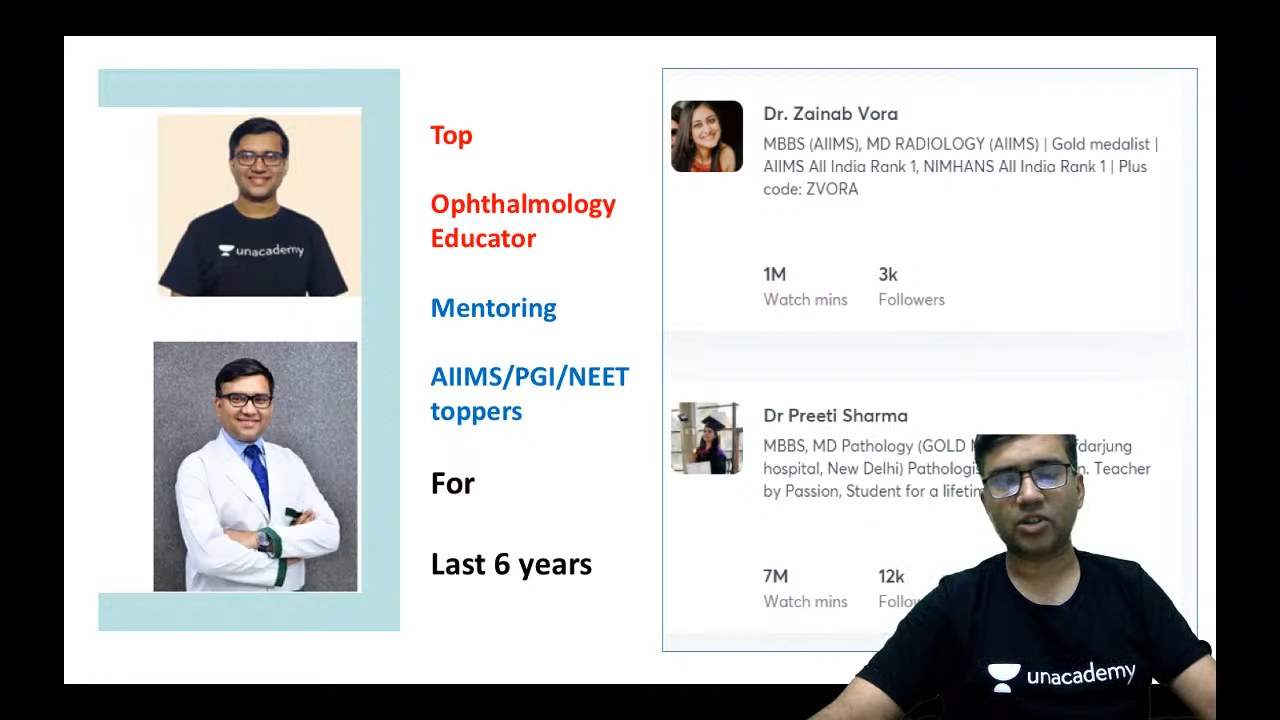 unacademy
Top
Ophthalmology
Educator
Mentoring
AIIMS/PGI/NEET
toppers
For
Last 6 years
Dr. Zainab Vora
MBBS (AIIMS), MD RADIOLOGY (AIIMS) | Gold medalist |
AIIMS All India Rank 1, NIMHANS All India Rank 1 | Plus
code: ZVORA
1M
3k
Watch mins
Followers
Dr Preeti Sharma
MBBS, MD Pathology (GOLD
hospital, New Delhi)
Teacher
by Passion, Student for a
7M
12k
Watch mins
unacademy